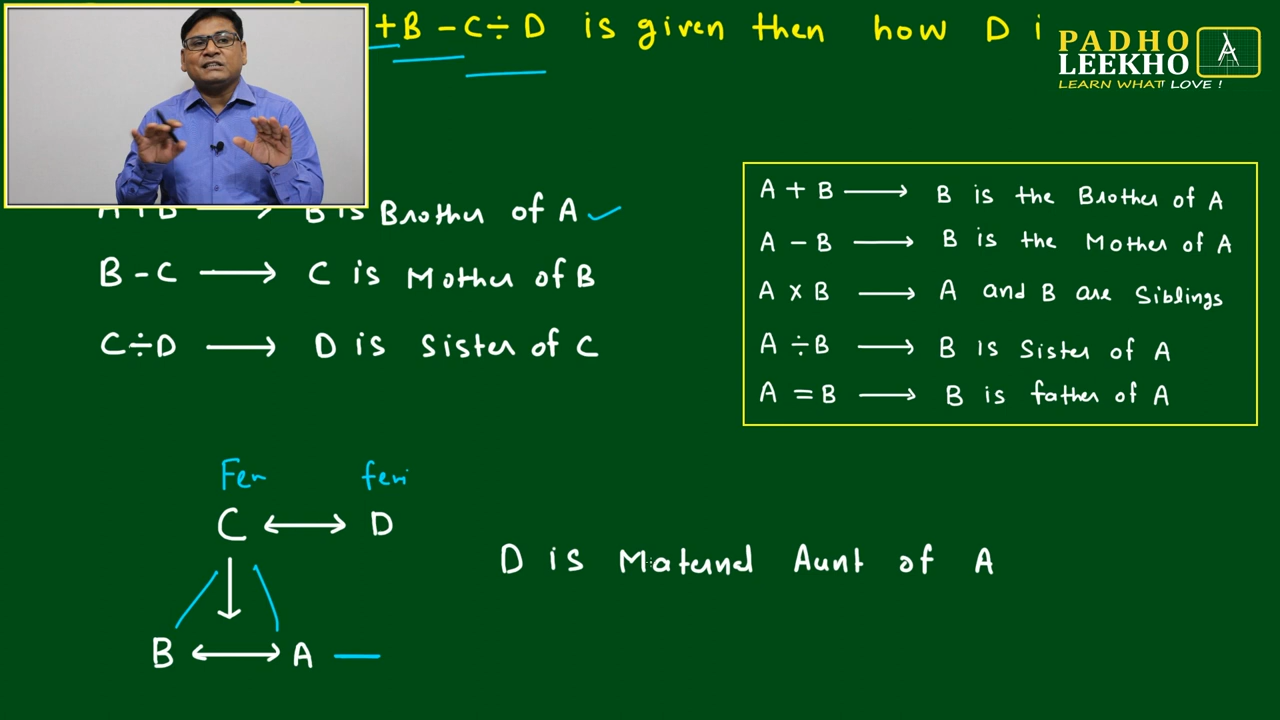 +B - C ÷ D is given then how D i
PADHO
LEEKHO
LEARN WHAT LOVE !
A+B → B is Brother of A ✓
B - C → C is Mother of B
C÷D → D is Sister of C
A + B → B is the Brother of A
A - B → B is the Mother of A
A × B → A and B are Siblings
A ÷ B → B is Sister of A
A = B → B is father of A
Fem fem
C ↔ D
B ↔ A
D is Maternal Aunt of A